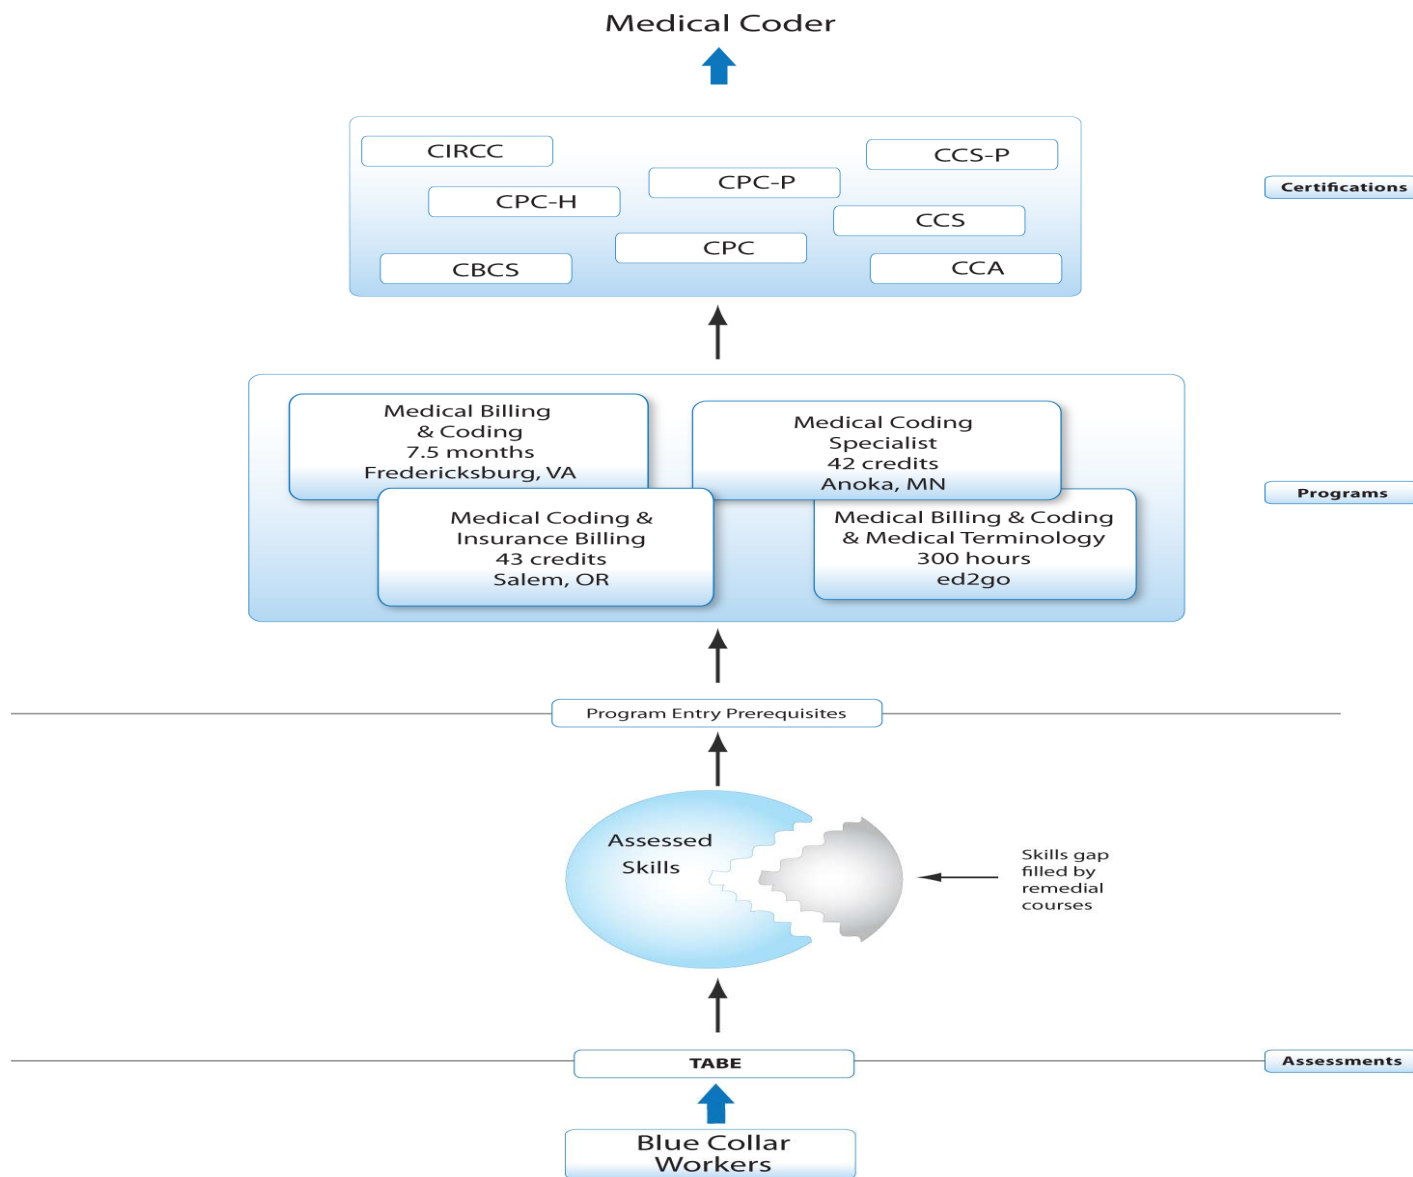 Medical Coder
CIRCC
CCS-P
CPC-P
Certifications
CPC-H
CCS
CPC
CBCS
CCA
Medical Billing
& Coding
7.5 months
Fredericksburg, VA
Medical Coding
Specialist
42 credits
Anoka, MN
Programs
Medical Coding &
Insurance Billing
43 credits
Salem, OR
Medical Billing & Coding
& Medical Terminology
300 hours
ed2go
Program Entry Prerequisites
Assessed
Skills
Skills gap
filled by
remedial
courses
TABE
Assessments
Blue Collar
Workers